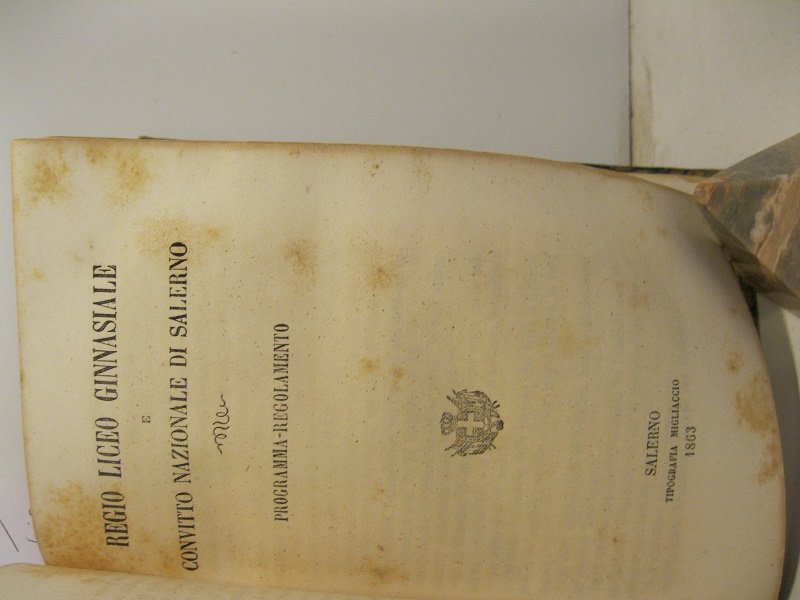 REGIO LICEO GINNASIALE
E
CONVITTO NAZIONALE DI SALERNO
PROGRAMMA-REGOLAMENTO
SALERNO
TIPOGRAFIA MIGLIACCIO
1863